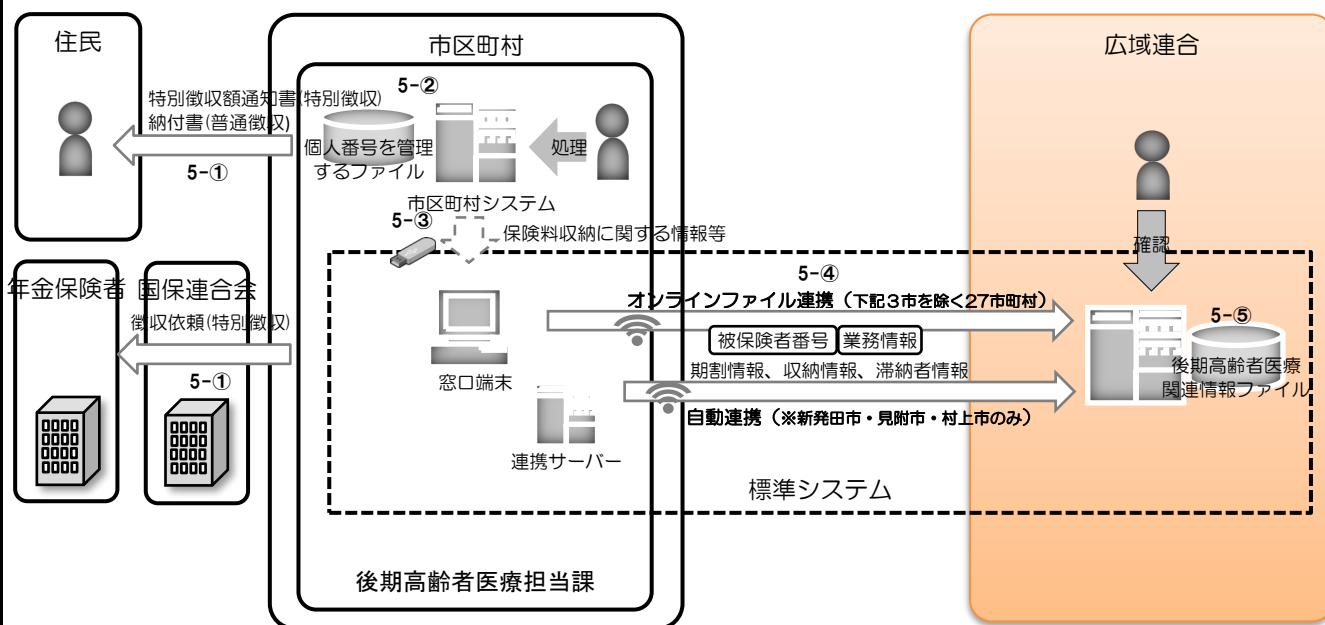 住民
市区町村
広域連合
特別徴収額通知書(特別徴収)
納付書(普通徴収)
5-①
5-②
個人番号を管理
するファイル
処理
市区町村システム
5-③
保険料収納に関する情報等
確認
年金保険者
国保連合会
徴収依頼(特別徴収)
5-①
5-④
オンラインファイル連携（下記３市を除く２７市町村）
被保険者番号
業務情報
期割情報、収納情報、滞納者情報
自動連携（※新発田市・見附市・村上市のみ）
窓口端末
連携サーバー
5-⑤
後期高齢者医療
関連情報ファイル
標準システム
後期高齢者医療担当課